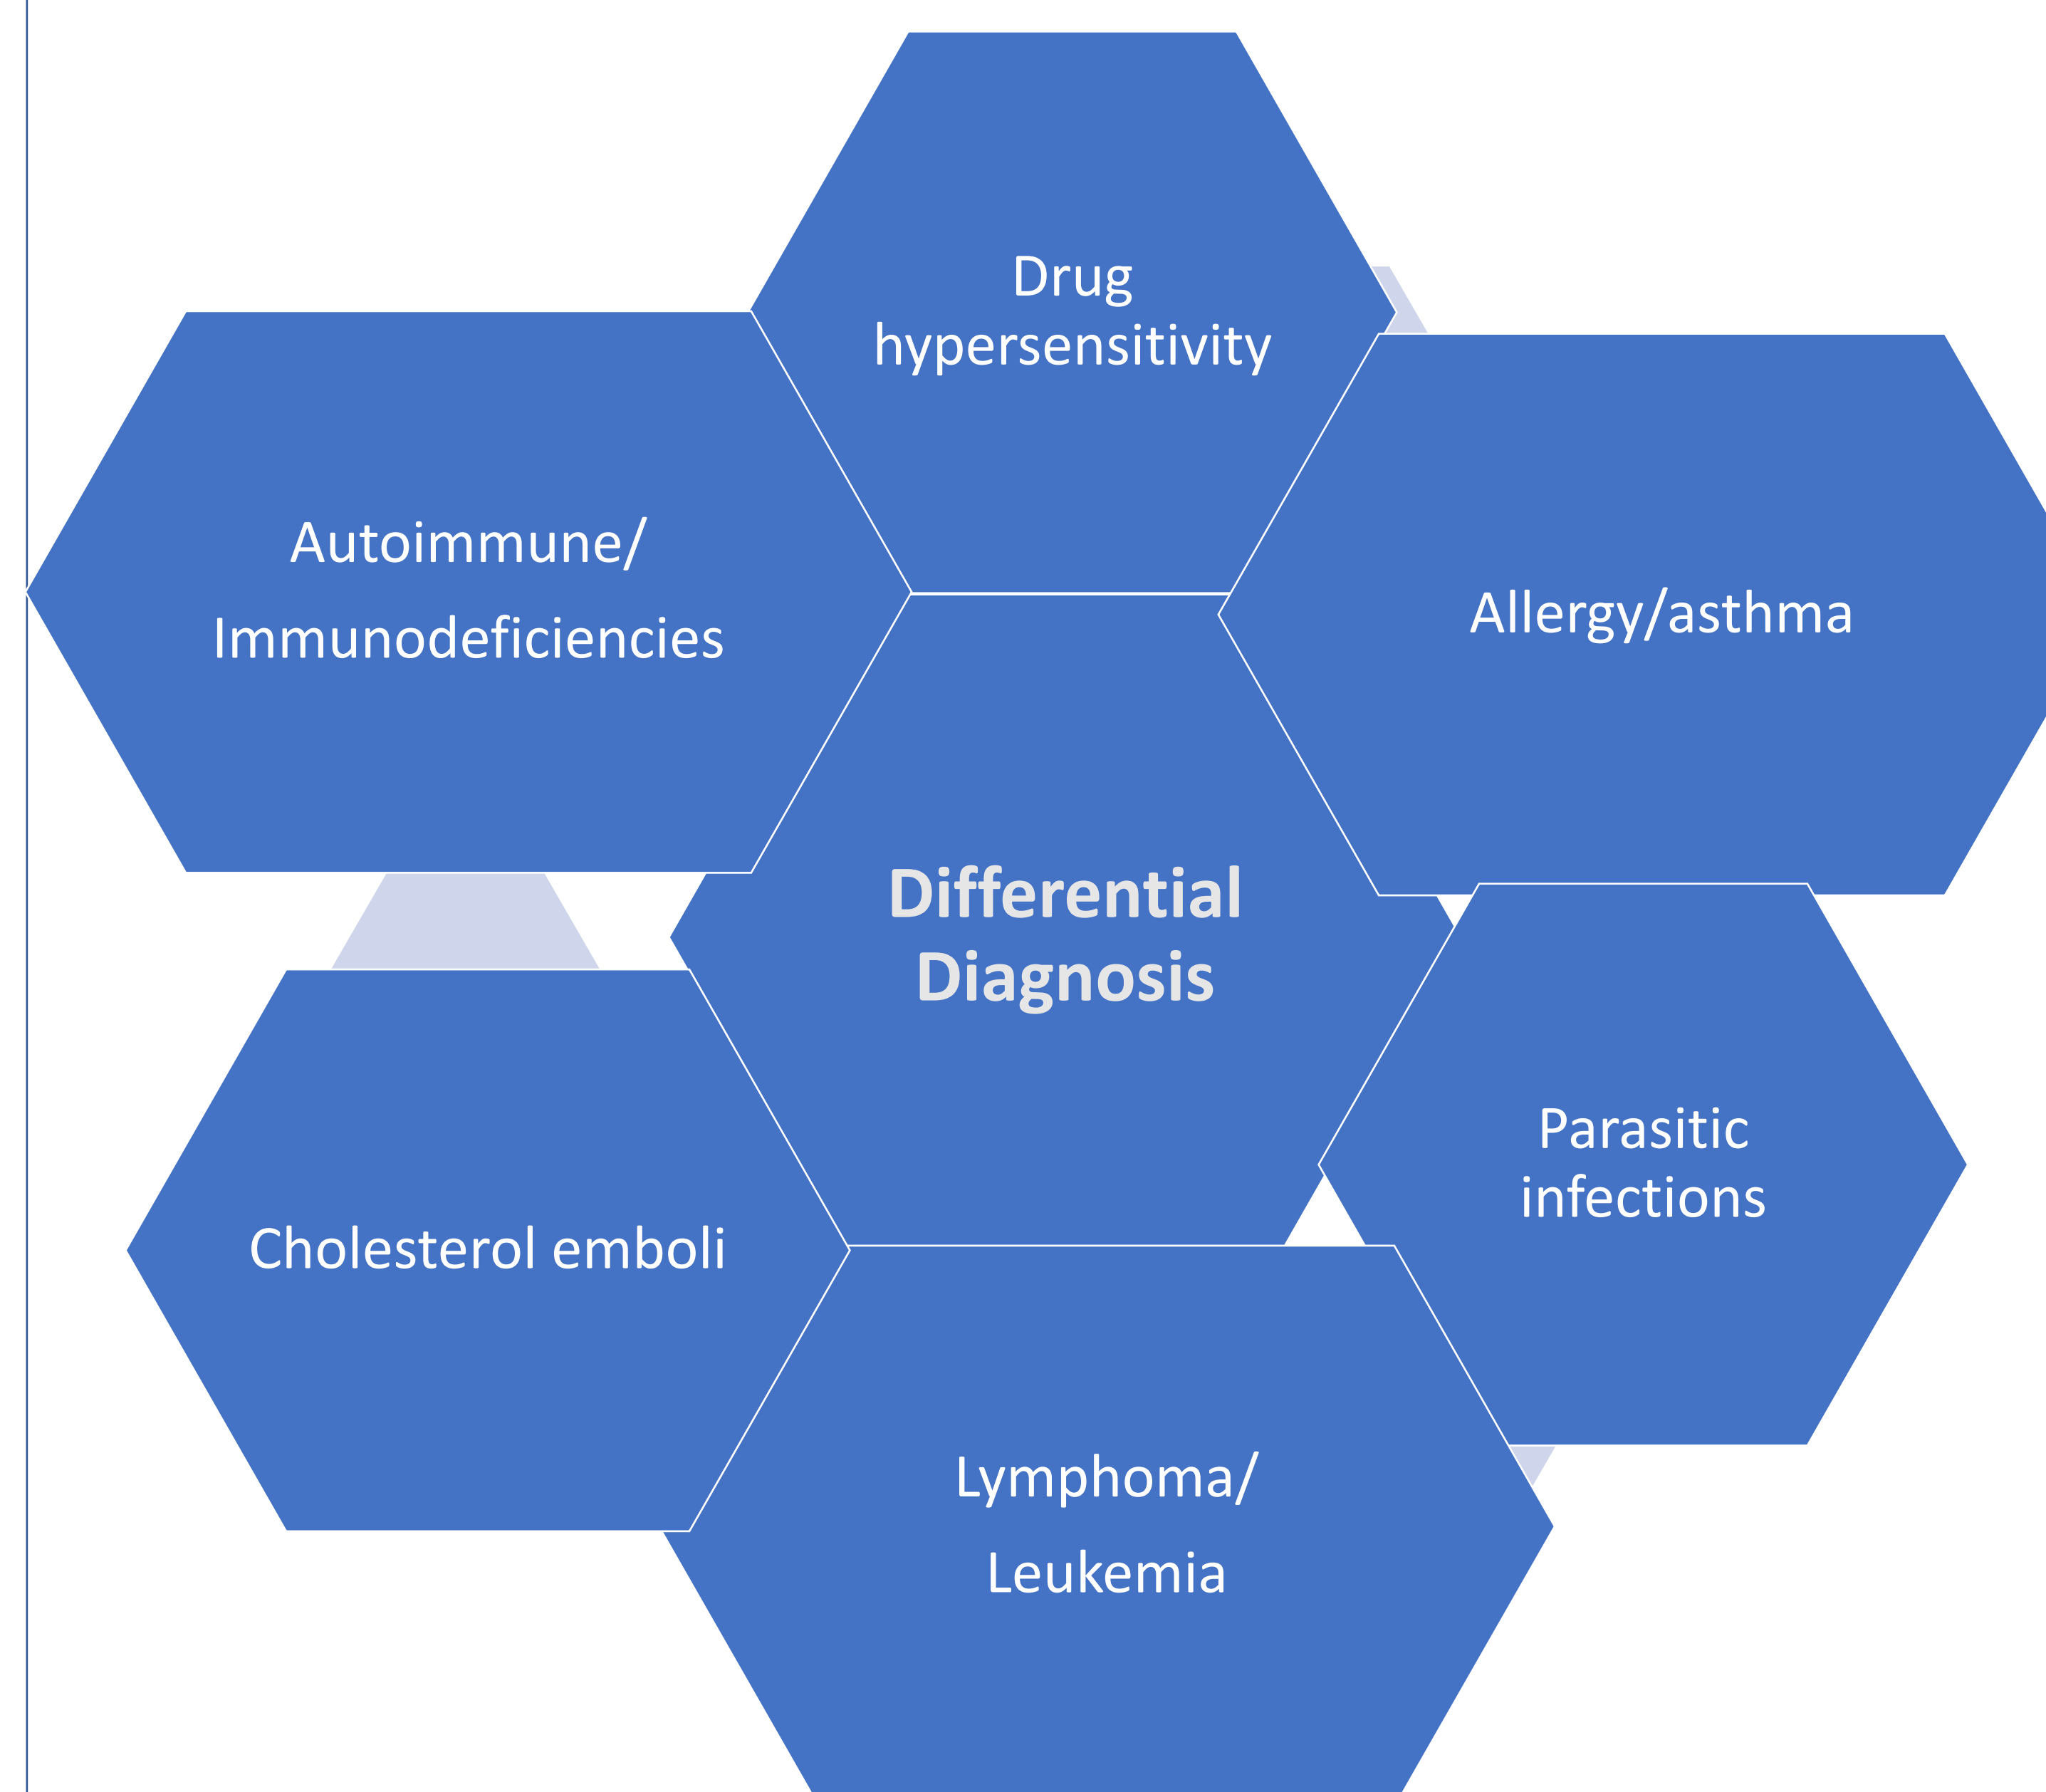 Drug
hypersensitivity
Autoimmune/
Immunodeficiencies
Allergy/asthma
Differential
Diagnosis
Parasitic
infections
Cholesterol emboli
Lymphoma/
Leukemia